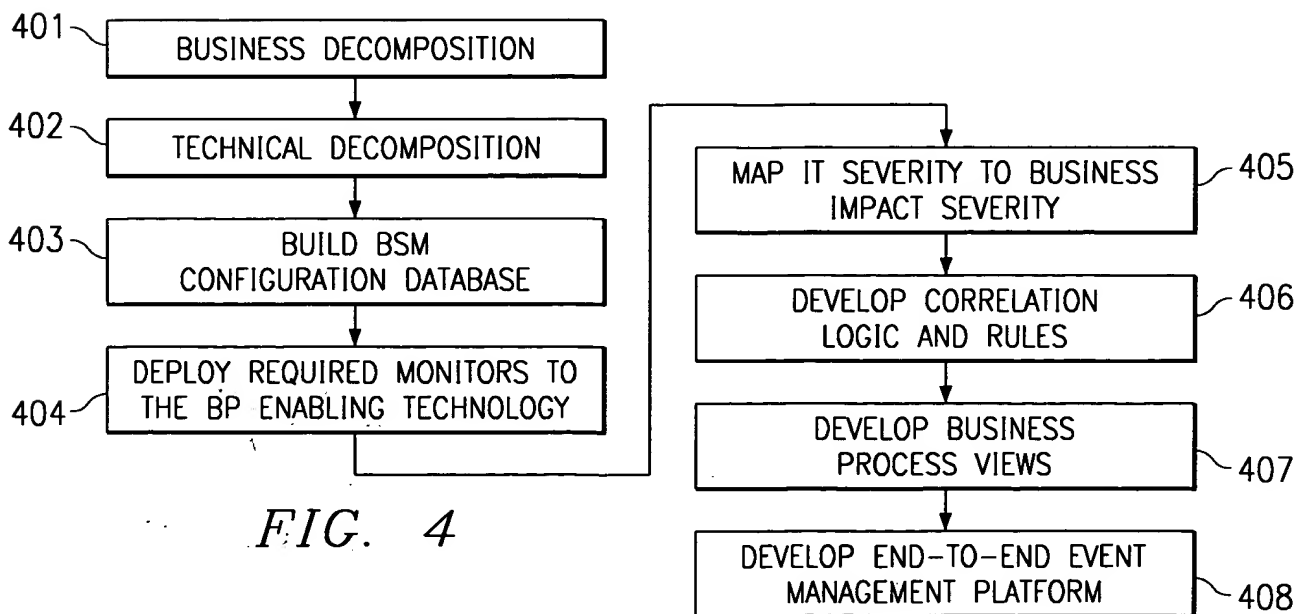 401
BUSINESS DECOMPOSITION
402
TECHNICAL DECOMPOSITION
403
BUILD BSM
CONFIGURATION DATABASE
404
DEPLOY REQUIRED MONITORS TO
THE BP ENABLING TECHNOLOGY
MAP IT SEVERITY TO BUSINESS
IMPACT SEVERITY
405
DEVELOP CORRELATION
LOGIC AND RULES
406
DEVELOP BUSINESS
PROCESS VIEWS
407
DEVELOP END-TO-END EVENT
MANAGEMENT PLATFORM
408
FIG. 4